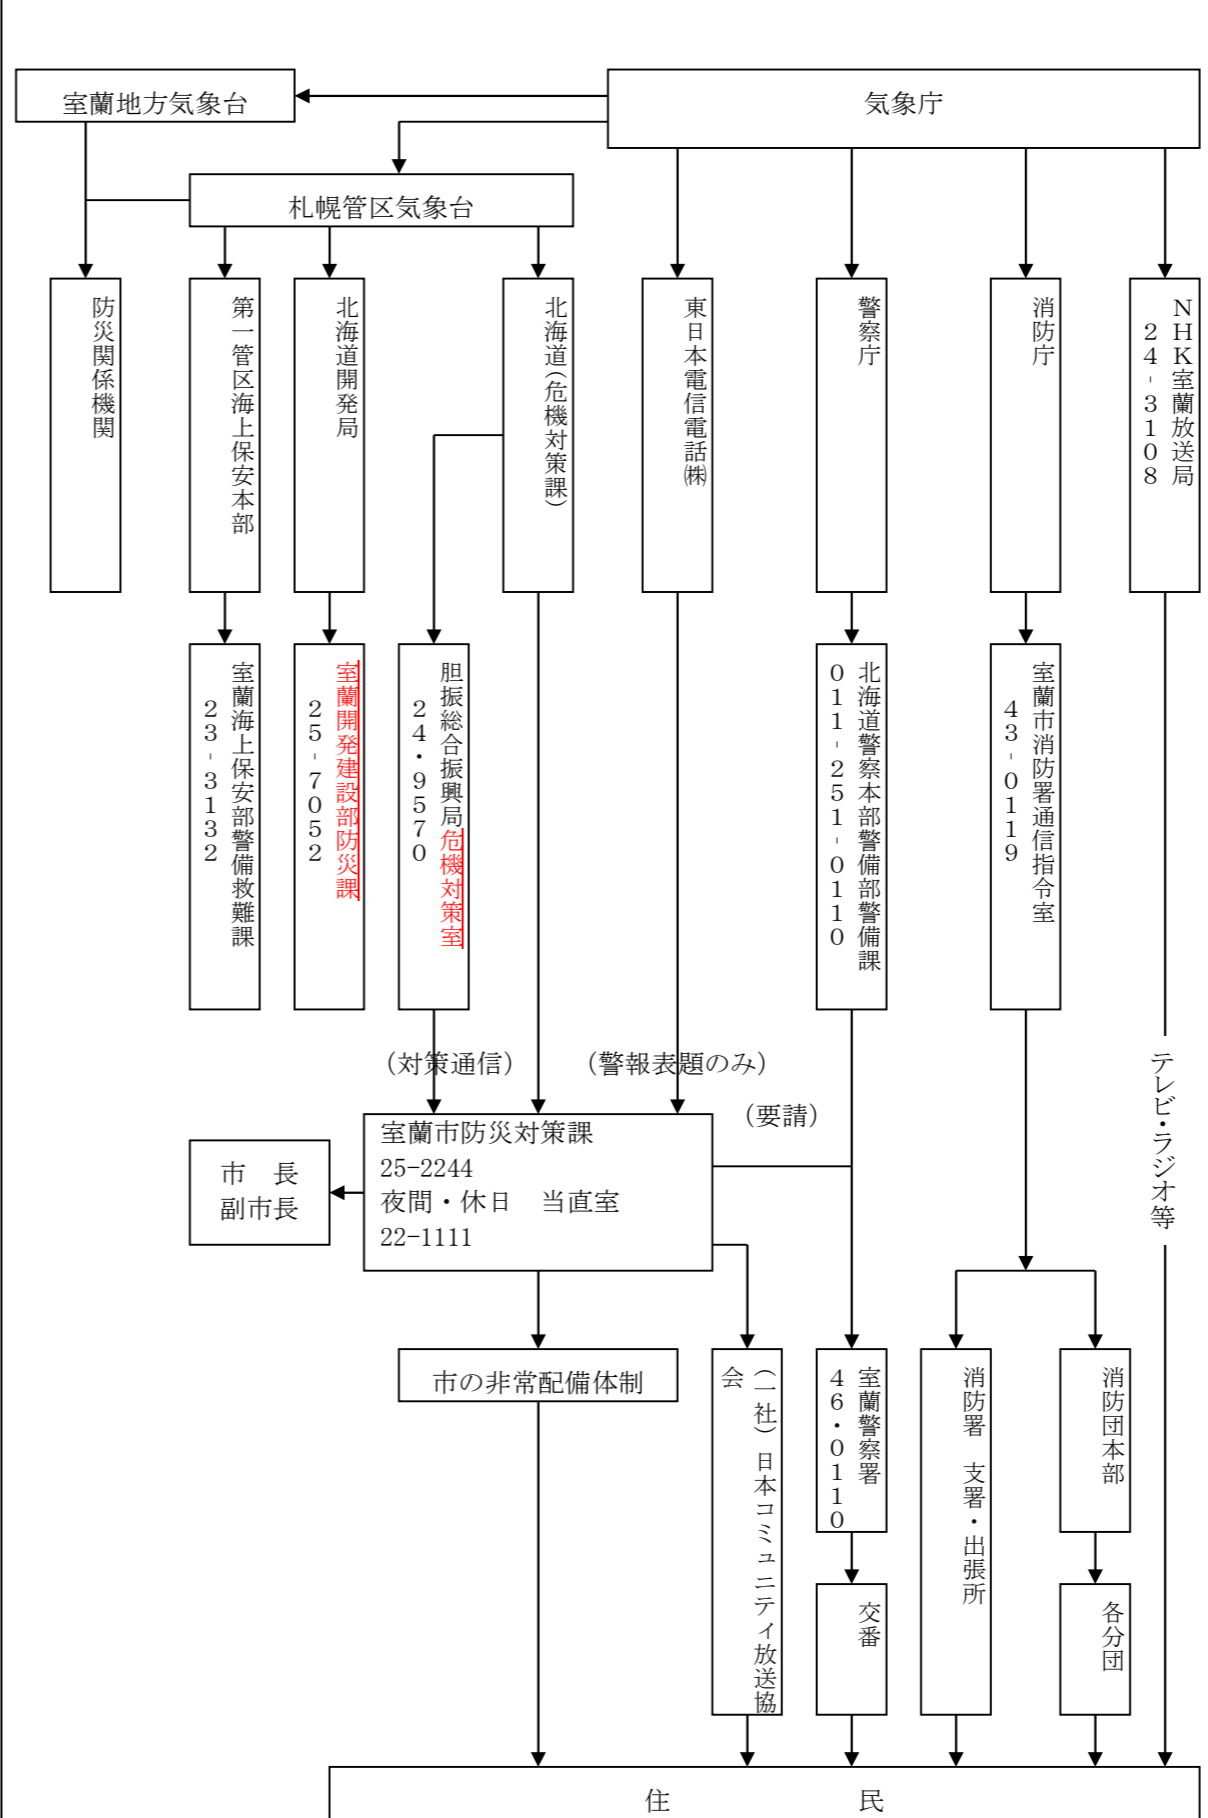 室蘭地方気象台
気象庁
札幌管区気象台
防災関係機関
第一管区海上保安本部
北海道開発局
北海道（危機対策課）
東日本電信電話㈱
警察庁
消防庁
ＮＨＫ室蘭放送局
２４-３１０８
室蘭海上保安部警備救難課
２３-３１３２
室蘭開発建設部防災課
２５-７０５２
胆振総合振興局危機対策室
２４・９５７０
北海道警察本部警備部警備課
０１１-２５１-０１１０
室蘭市消防署通信指令室
４３-０１１９
（対策通信）
（警報表題のみ）
（要請）
テレビ・ラジオ等
室蘭市防災対策課
25-2244
夜間・休日　当直室
22-1111
市　長
副市長
市の非常配備体制
（一社）日本コミュニティ放送協
会
室蘭警察署
４６・０１１０
消防署　支署・出張所
消防団本部
交番
各分団
住　民